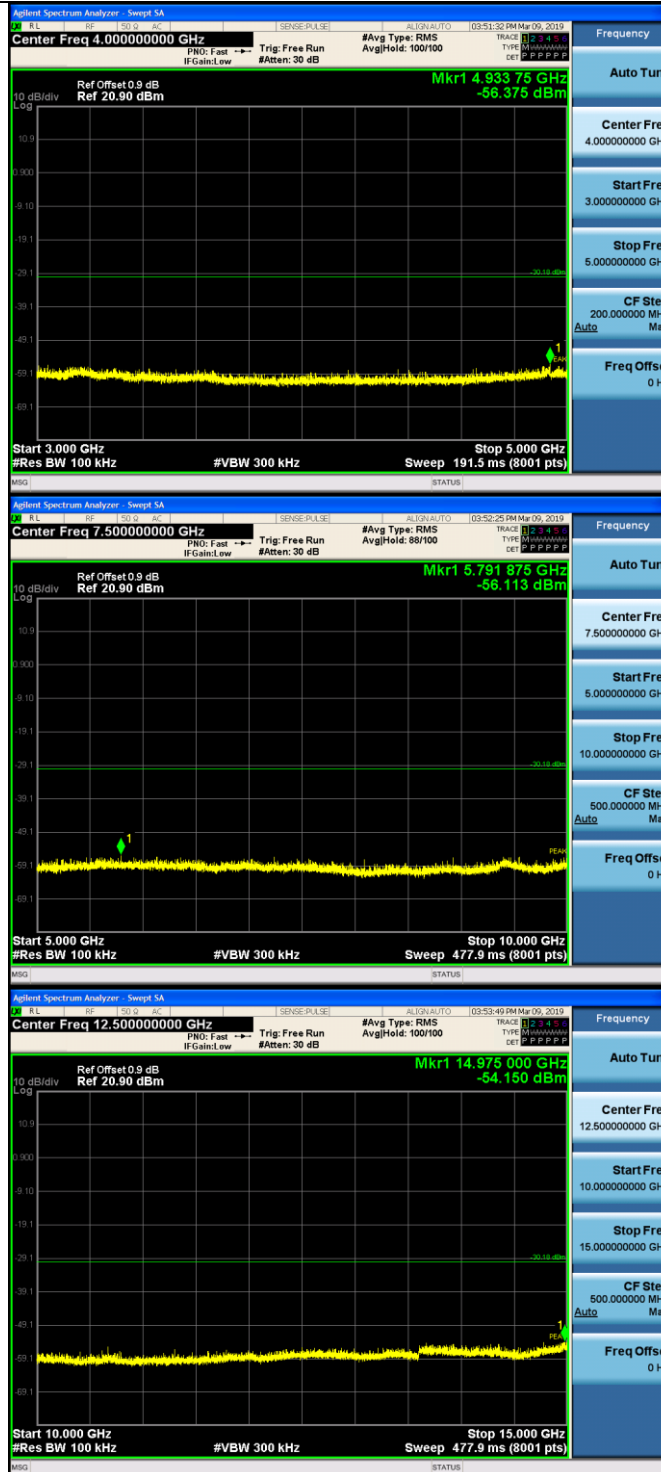 Agilent Spectrum Analyzer - Swept SA
RL RF 50 Ω AC SENSE:PULSE ALIGNAUTO 03:51:32 PM Mar 09, 2019
Center Freq 4.000000000 GHz #Avg Type: RMS TRACE 1 2 3 4 5 6
PNO: Fast Trig: Free Run Avg|Hold: 100/100 TYPE M
IFGain:Low #Atten: 30 dB DET P P P P P P
Mkr1 4.933 75 GHz
Ref Offset 0.9 dB
10 dB/div Ref 20.90 dBm -56.375 dBm
Log
10.9
0.900
-9.10
-19.1
-29.1
-30.10 dBm
-39.1
-49.1
1
PEAK
-59.1
-69.1
Start 3.000 GHz Stop 5.000 GHz
#Res BW 100 kHz #VBW 300 kHz Sweep 191.5 ms (8001 pts)
MSG STATUS
Frequency
Auto Tun
Center Fre
4.000000000 GH
Start Fre
3.000000000 GH
Stop Fre
5.000000000 GH
CF Ste
200.000000 MH
Auto Ma
Freq Offse
0 H
Agilent Spectrum Analyzer - Swept SA
RL RF 50 Ω AC SENSE:PULSE ALIGNAUTO 03:52:25 PM Mar 09, 2019
Center Freq 7.500000000 GHz #Avg Type: RMS TRACE 1 2 3 4 5 6
PNO: Fast Trig: Free Run Avg|Hold: 88/100 TYPE M
IFGain:Low #Atten: 30 dB DET P P P P P P
Mkr1 5.791 875 GHz
Ref Offset 0.9 dB
10 dB/div Ref 20.90 dBm -56.113 dBm
Log
10.9
0.900
-9.10
-19.1
-29.1
-30.10 dBm
-39.1
-49.1
1
PEAK
-59.1
-69.1
Start 5.000 GHz Stop 10.000 GHz
#Res BW 100 kHz #VBW 300 kHz Sweep 477.9 ms (8001 pts)
MSG STATUS
Frequency
Auto Tun
Center Fre
7.500000000 GH
Start Fre
5.000000000 GH
Stop Fre
10.000000000 GH
CF Ste
500.000000 MH
Auto Ma
Freq Offse
0 H
Agilent Spectrum Analyzer - Swept SA
RL RF 50 Ω AC SENSE:PULSE ALIGNAUTO 03:53:49 PM Mar 09, 2019
Center Freq 12.500000000 GHz #Avg Type: RMS TRACE 1 2 3 4 5 6
PNO: Fast Trig: Free Run Avg|Hold: 100/100 TYPE M
IFGain:Low #Atten: 30 dB DET P P P P P P
Mkr1 14.975 000 GHz
Ref Offset 0.9 dB
10 dB/div Ref 20.90 dBm -54.150 dBm
Log
10.9
0.900
-9.10
-19.1
-29.1
-30.10 dBm
-39.1
-49.1
1
PEAK
-59.1
-69.1
Start 10.000 GHz Stop 15.000 GHz
#Res BW 100 kHz #VBW 300 kHz Sweep 477.9 ms (8001 pts)
MSG STATUS
Frequency
Auto Tun
Center Fre
12.500000000 GH
Start Fre
10.000000000 GH
Stop Fre
15.000000000 GH
CF Ste
500.000000 MH
Auto Ma
Freq Offse
0 H